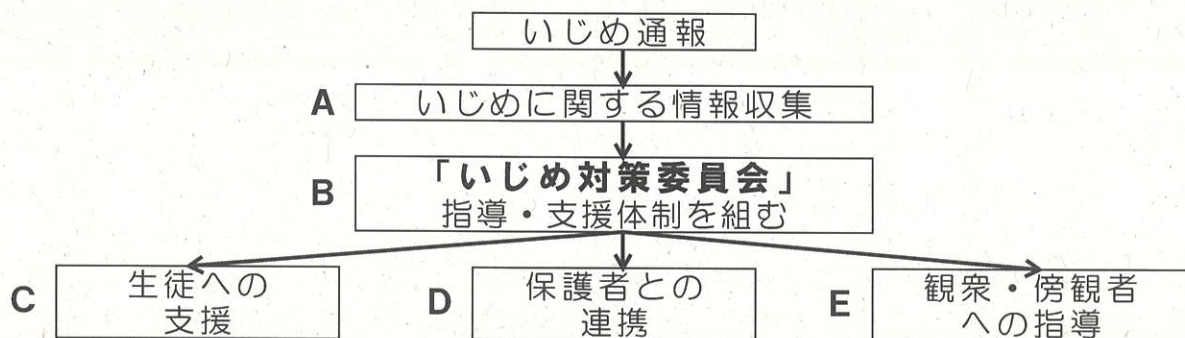 いじめ通報
A いじめに関する情報収集
B 「いじめ対策委員会」
指導・支援体制を組む
C 生徒への
支援
D 保護者との
連携
E 観衆・傍観者
への指導